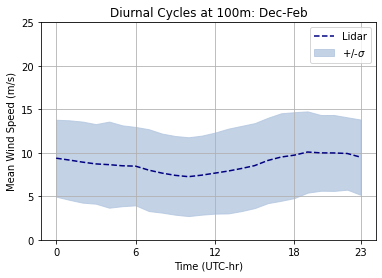 Diurnal Cycles at 100m: Dec-Feb
Mean Wind Speed (m/s)
25
20
15
10
5
0
Lidar
+/-σ
0 6 12 18 23
Time (UTC-hr)